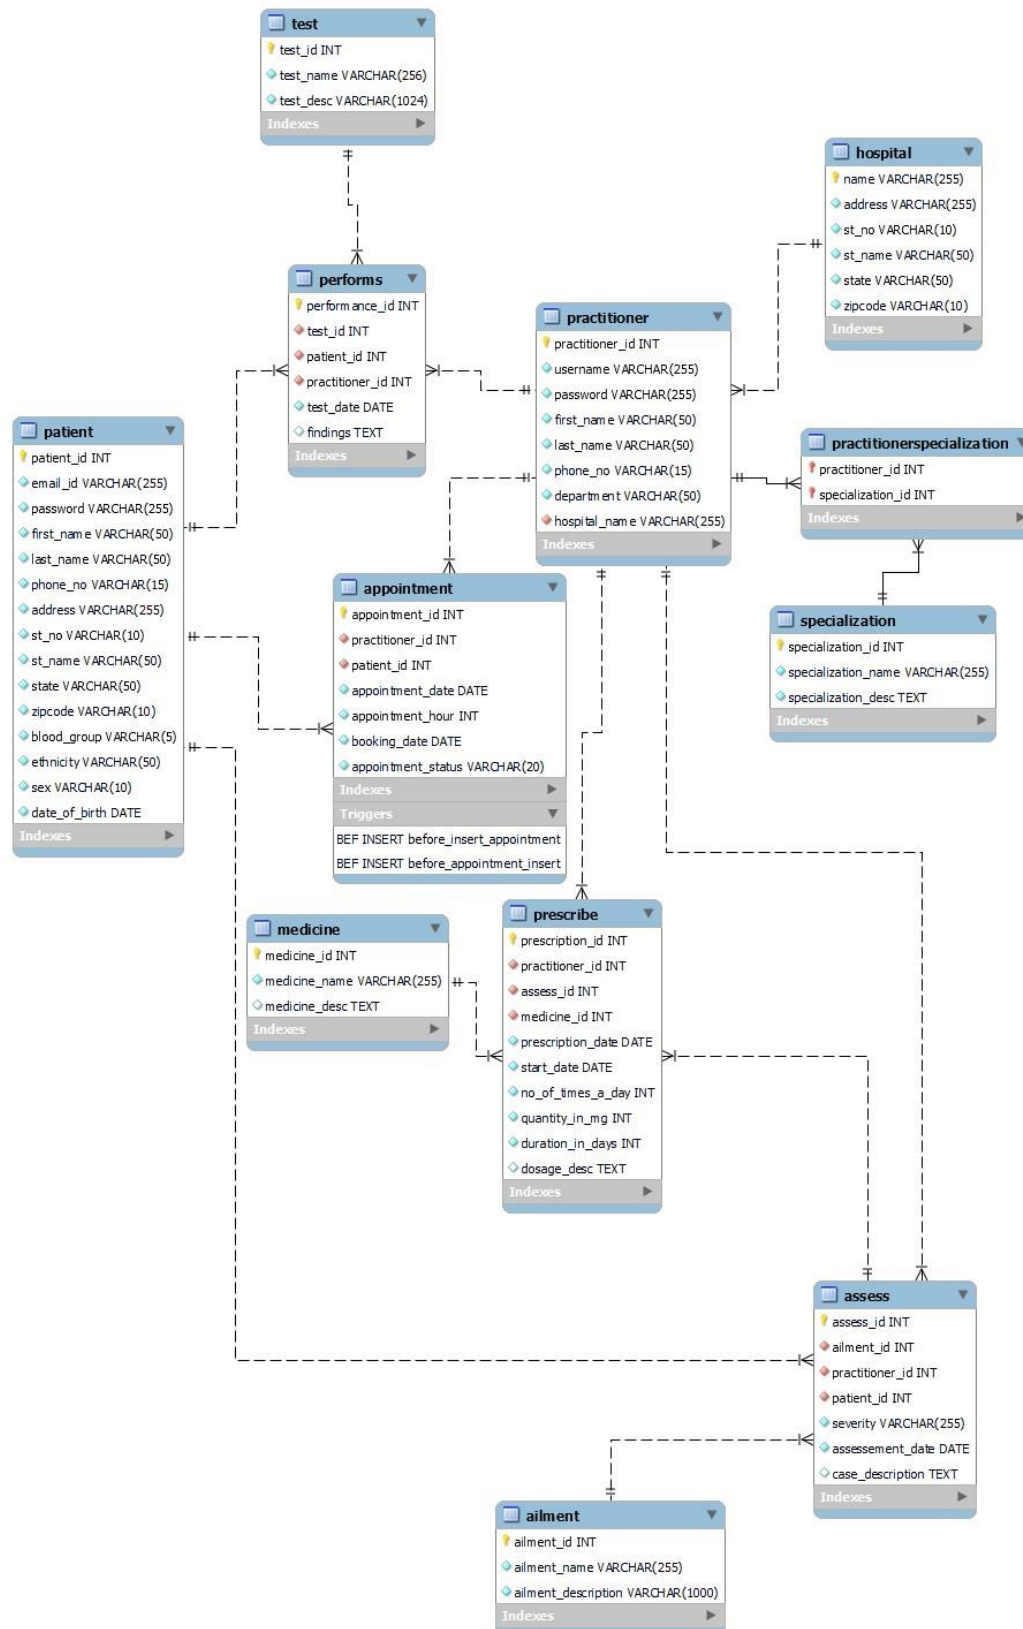 test
test_id INT
test_name VARCHAR(256)
test_desc VARCHAR(1024)
Indexes
hospital
name VARCHAR(255)
address VARCHAR(255)
st_no VARCHAR(10)
st_name VARCHAR(50)
state VARCHAR(50)
zipcode VARCHAR(10)
Indexes
performs
performance_id INT
test_id INT
patient_id INT
practitioner_id INT
test_date DATE
findings TEXT
Indexes
practitioner
practitioner_id INT
username VARCHAR(255)
password VARCHAR(255)
first_name VARCHAR(50)
last_name VARCHAR(50)
phone_no VARCHAR(15)
department VARCHAR(50)
hospital_name VARCHAR(255)
Indexes
patient
patient_id INT
email_id VARCHAR(255)
password VARCHAR(255)
first_name VARCHAR(50)
last_name VARCHAR(50)
phone_no VARCHAR(15)
address VARCHAR(255)
st_no VARCHAR(10)
st_name VARCHAR(50)
state VARCHAR(50)
zipcode VARCHAR(10)
blood_group VARCHAR(5)
ethnicity VARCHAR(50)
sex VARCHAR(10)
date_of_birth DATE
Indexes
practitionerspecialization
practitioner_id INT
specialization_id INT
Indexes
appointment
appointment_id INT
practitioner_id INT
patient_id INT
appointment_date DATE
appointment_hour INT
booking_date DATE
appointment_status VARCHAR(20)
Indexes
Triggers
BEF INSERT before_insert_appointment
BEF INSERT before_appointment_insert
specialization
specialization_id INT
specialization_name VARCHAR(255)
specialization_desc TEXT
Indexes
medicine
medicine_id INT
medicine_name VARCHAR(255)
medicine_desc TEXT
Indexes
prescribe
prescription_id INT
practitioner_id INT
assess_id INT
medicine_id INT
prescription_date DATE
start_date DATE
no_of_times_a_day INT
quantity_in_mg INT
duration_in_days INT
dosage_desc TEXT
Indexes
assess
assess_id INT
ailment_id INT
practitioner_id INT
patient_id INT
severity VARCHAR(255)
assessement_date DATE
case_description TEXT
Indexes
ailment
ailment_id INT
ailment_name VARCHAR(255)
ailment_description VARCHAR(1000)
Indexes